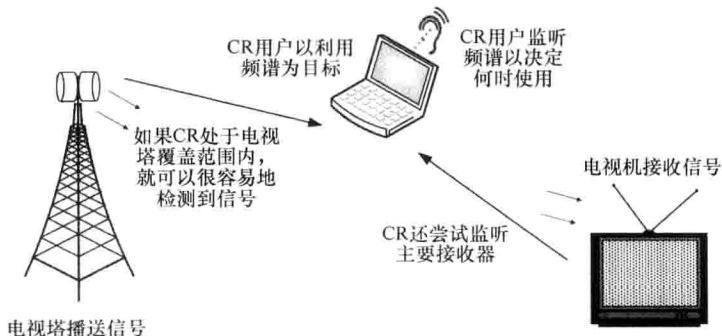 CR用户以利用
频谱为目标
CR用户监听
频谱以决定
何时使用
如果CR处于电视
塔覆盖范围内，
就可以很容易地
检测到信号
电视机接收信号
CR还尝试监听
主要接收器
电视塔播送信号